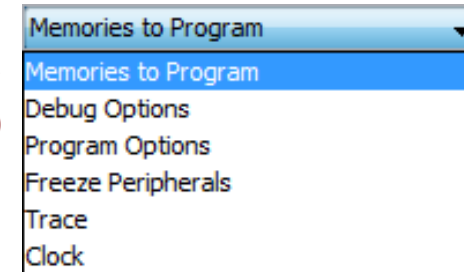 Memories to Program
Memories to Program
Debug Options
Program Options
Freeze Peripherals
Trace
Clock